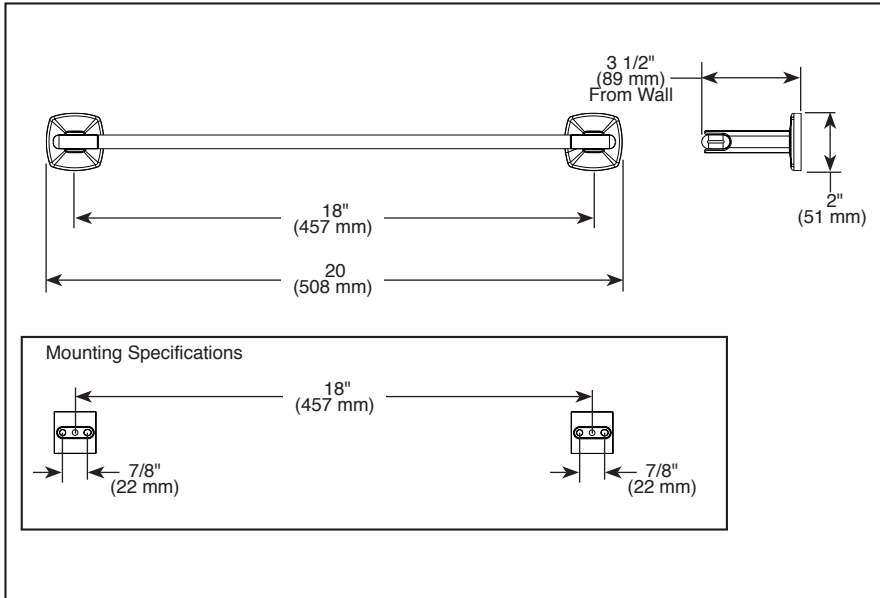 3 1/2"
(89 mm)
From Wall
2"
(51 mm)
18"
(457 mm)
20
(508 mm)
Mounting Specifications
18"
(457 mm)
7/8"
(22 mm)
7/8"
(22 mm)